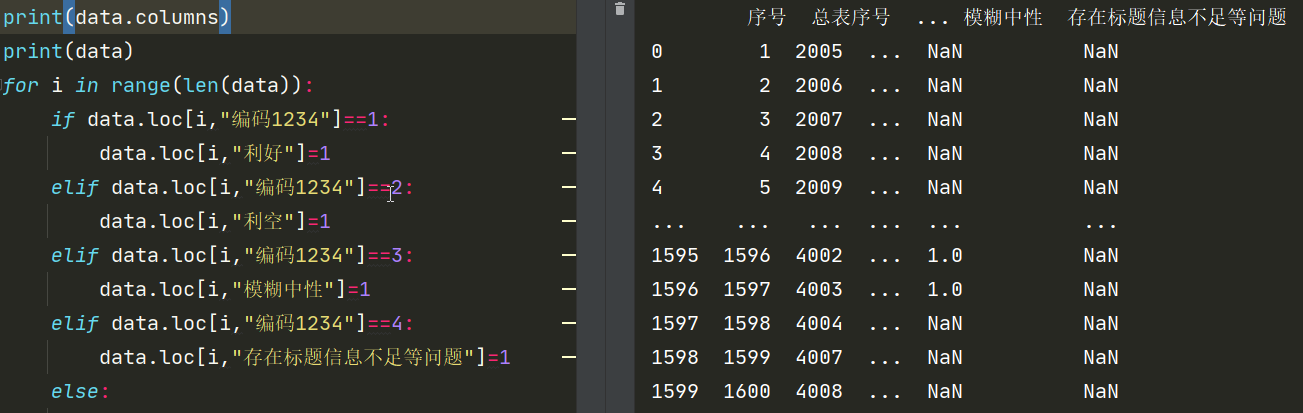 print(data.columns)
print(data)
for i in range(len(data)):
    if data.loc[i,"编码1234"]==1:
        data.loc[i,"利好"]=1
    elif data.loc[i,"编码1234"]==2:
        data.loc[i,"利空"]=1
    elif data.loc[i,"编码1234"]==3:
        data.loc[i,"模糊中性"]=1
    elif data.loc[i,"编码1234"]==4:
        data.loc[i,"存在标题信息不足等问题"]=1
    else:
序号 总表序号 ... 模糊中性 存在标题信息不足等问题
0 1 2005 ... NaN NaN
1 2 2006 ... NaN NaN
2 3 2007 ... NaN NaN
3 4 2008 ... NaN NaN
4 5 2009 ... NaN NaN
... ... ... ... ... ...
1595 1596 4002 ... 1.0 NaN
1596 1597 4003 ... 1.0 NaN
1597 1598 4004 ... NaN NaN
1598 1599 4007 ... NaN NaN
1599 1600 4008 ... NaN NaN